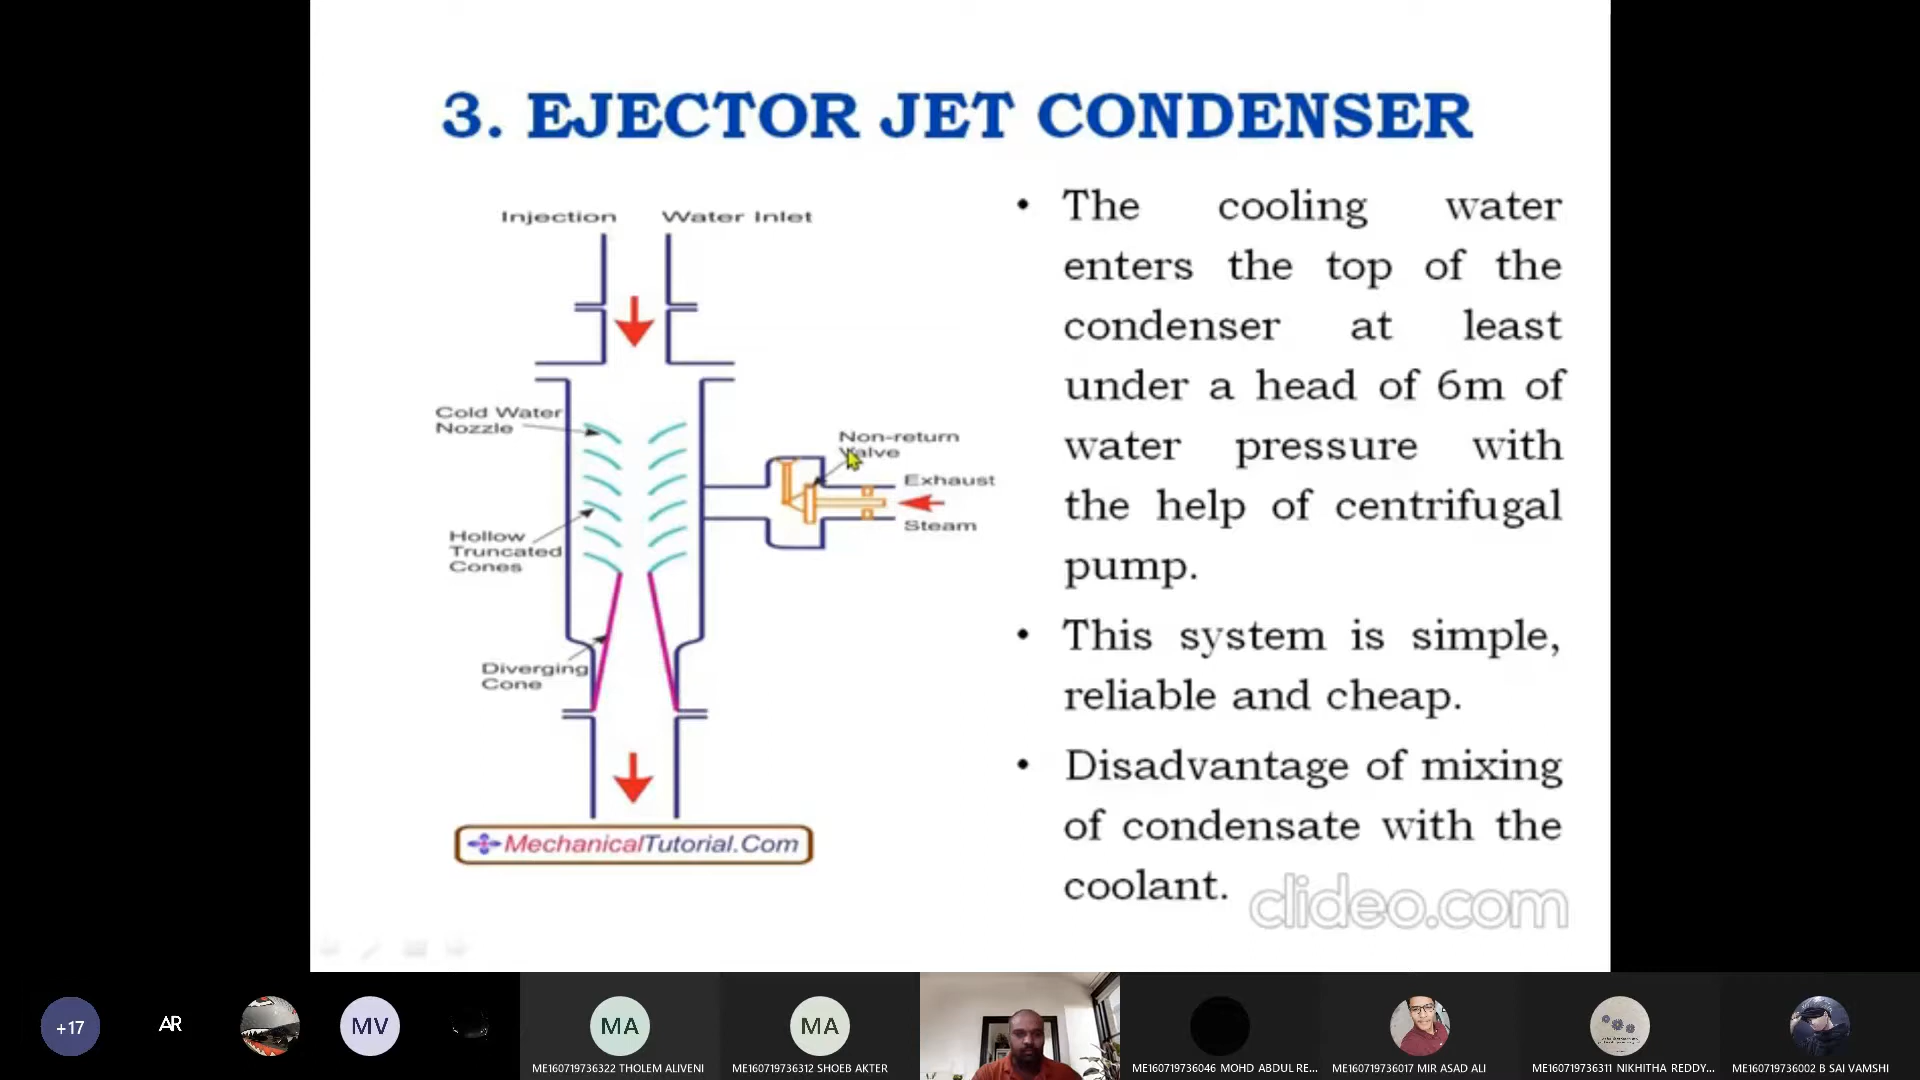 3. EJECTOR JET CONDENSER
Injection Water Inlet
Cold Water
Nozzle
Non-return
Valve
Exhaust
Steam
Hollow
Truncated
Cones
Diverging
Cone
MechanicalTutorial.Com
• The cooling water
enters the top of the
condenser at least
under a head of 6m of
water pressure with
the help of centrifugal
pump.
• This system is simple,
reliable and cheap.
• Disadvantage of mixing
of condensate with the
coolant.
clideo.com
+17
AR
MV
MA
MA
ME160719736322 THOLEM ALIVENI
ME160719736312 SHOEB AKTER
ME160719736046 MOHD ABDUL RE...
ME160719736017 MIR ASAD ALI
ME160719736311 NIKHITHA REDDY...
ME160719736002 B SAI VAMSHI